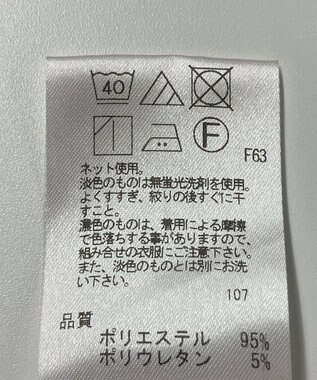 40
F
F63
ネット使用。
淡色のものは無蛍光洗剤を使用。
よくすすぎ、絞りの後すぐに干
すこと。
濃色のものは、着用による摩擦
で色落ちする事がありますので、
組み合せの衣服にご注意下さい。
また、淡色のものとは別にお洗
い下さい。
107
品質
ポリエステル 95%
ポリウレタン 5%